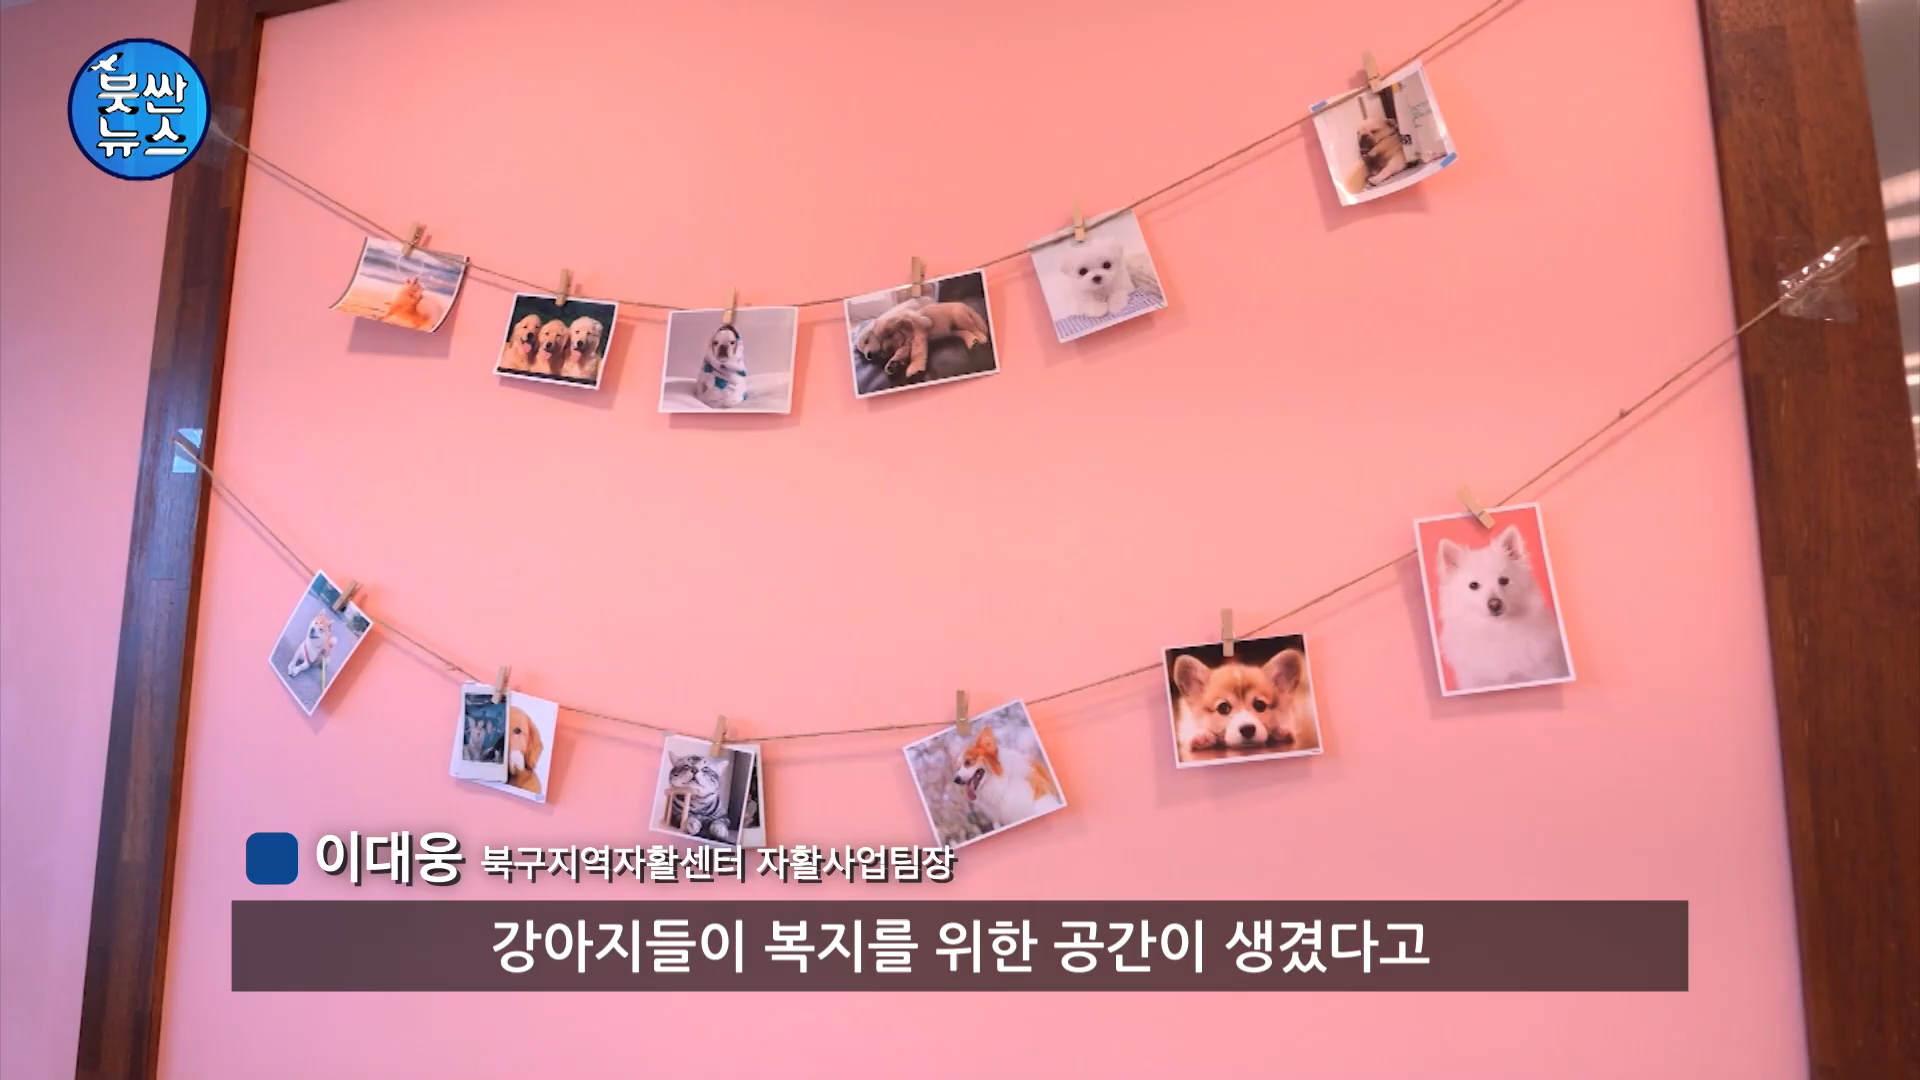 붓싼
뉴스
이대웅 북구지역자활센터 자활사업팀장
강아지들이 복지를 위한 공간이 생겼다고